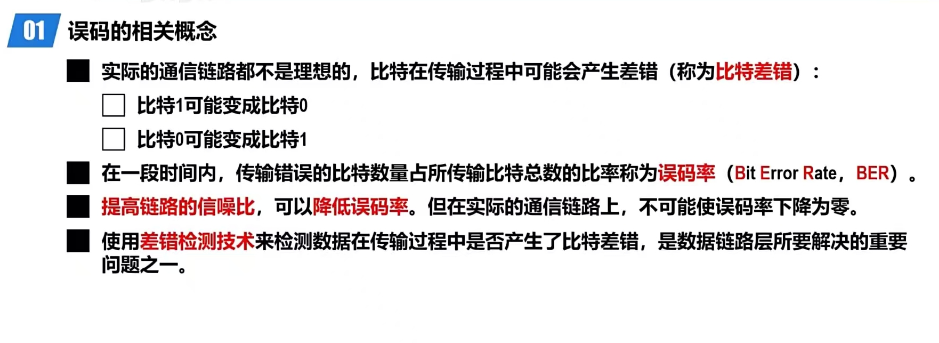 01 误码的相关概念
实际的通信链路都不是理想的，比特在传输过程中可能会产生差错（称为比特差错）：
比特1可能变成比特0
比特0可能变成比特1
在一段时间内，传输错误的比特数量占所传输比特总数的比率称为误码率（Bit Error Rate，BER）。
提高链路的信噪比，可以降低误码率。但在实际的通信链路上，不可能使误码率下降为零。
使用差错检测技术来检测数据在传输过程中是否产生了比特差错，是数据链路层所要解决的重要
问题之一。